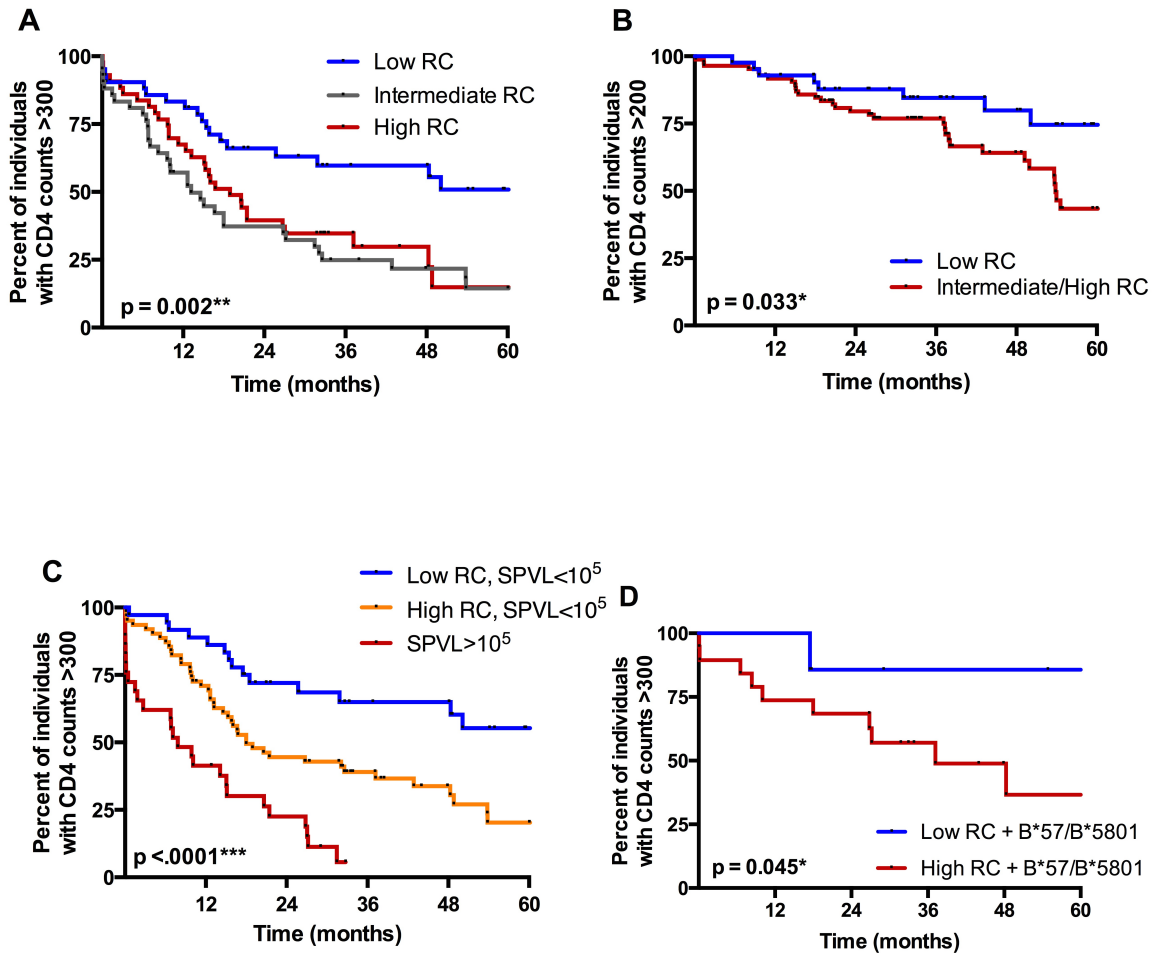 A
Percent of individuals
with CD4 counts >300
100
75
50
25
0
12 24 36 48 60
Time (months)
Low RC
Intermediate RC
High RC
p = 0.002**
B
Percent of individuals
with CD4 counts >200
100
75
50
25
0
12 24 36 48 60
Time (months)
Low RC
Intermediate/High RC
p = 0.033*
C
Percent of individuals
with CD4 counts >300
100
75
50
25
0
12 24 36 48 60
Time (months)
Low RC, SPVL<10⁵
High RC, SPVL<10⁵
SPVL>10⁵
p <.0001***
D
Percent of individuals
with CD4 counts >300
100
75
50
25
0
12 24 36 48 60
Time (months)
Low RC + B*57/B*5801
High RC + B*57/B*5801
p = 0.045*